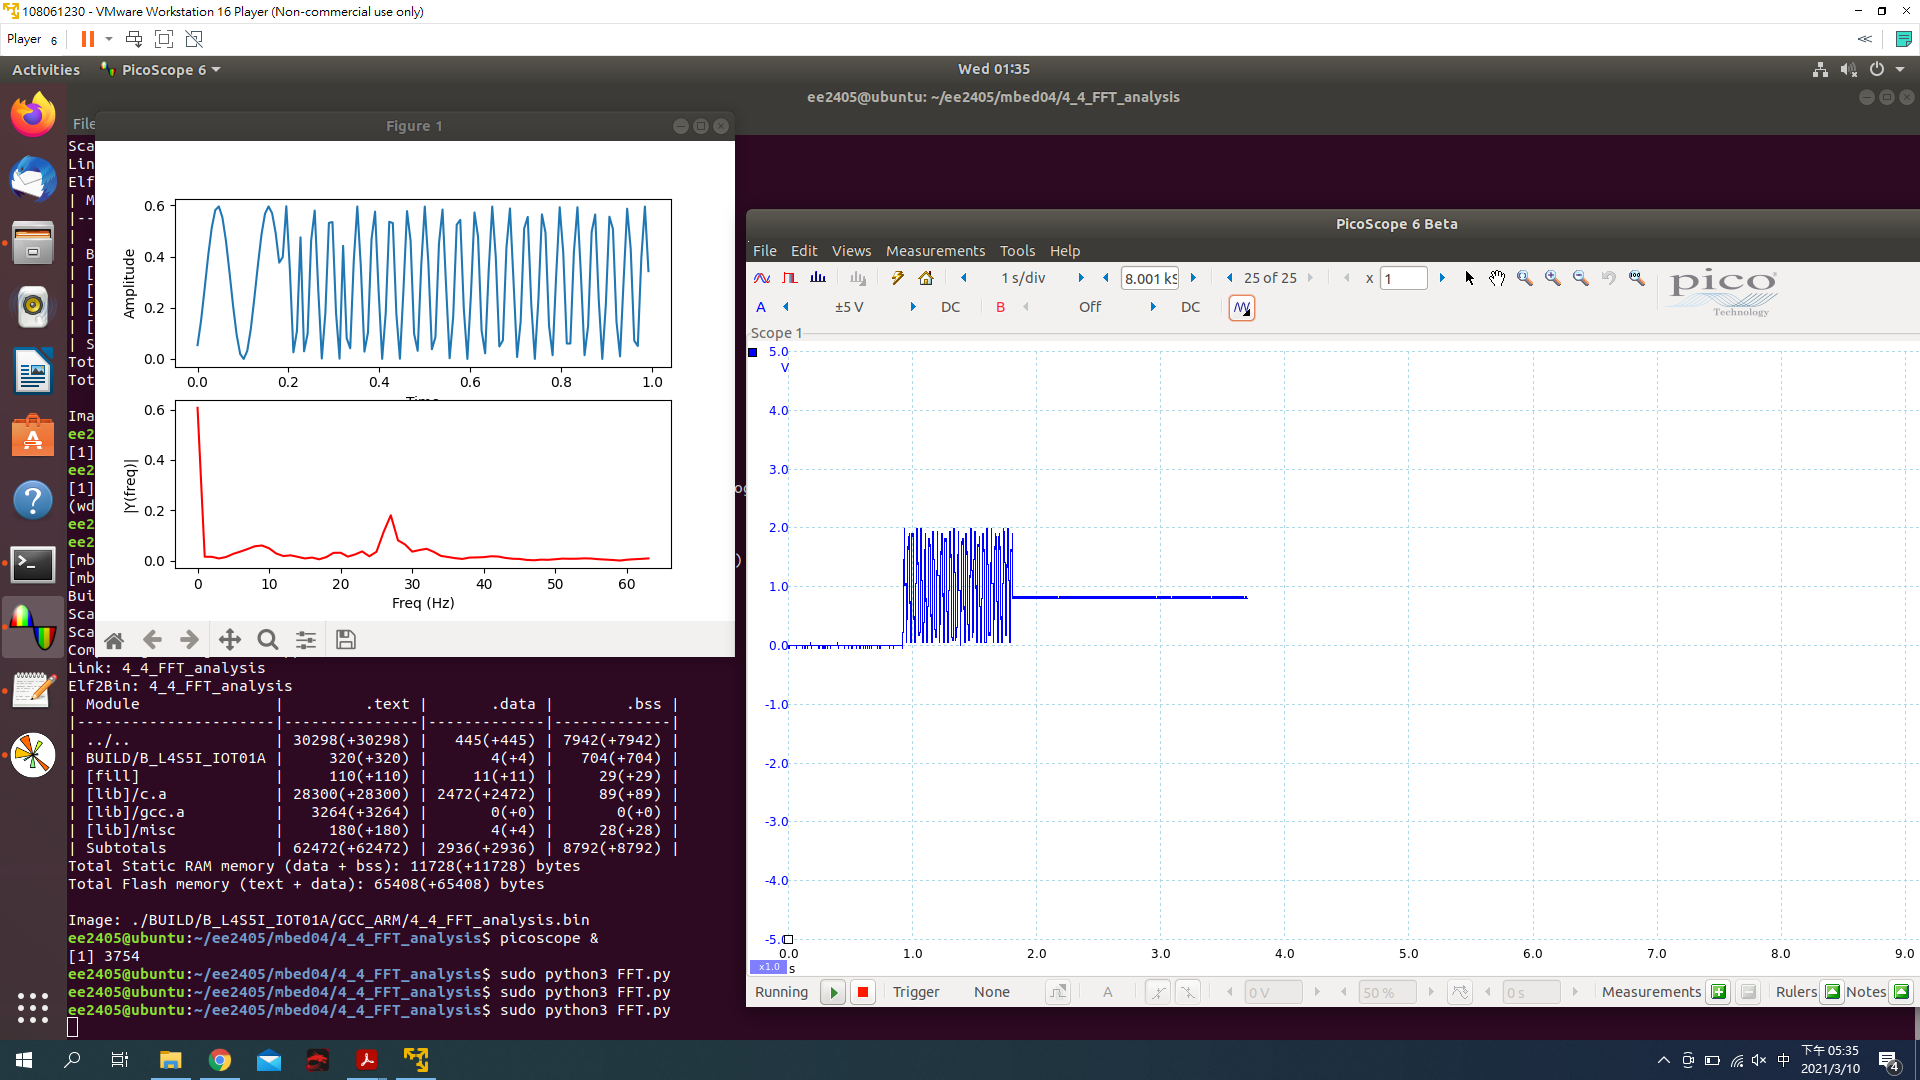 108061230 - VMware Workstation 16 Player (Non-commercial use only)
Player 6
Activities PicoScope 6 Wed 01:35
ee2405@ubuntu: ~/ee2405/mbed04/4_4_FFT_analysis
File
Figure 1
Sca
Lin
Elf
| M
|--
| .
| B
| [
| [
| [
| [
| S
Tot
Tot
Ima
ee2
[1]
ee2
[1]
(wd
ee2
ee2
[mb
[mb
Bui
Sca
Sca
Com
0.6
0.4
0.2
0.0
Amplitude
0.0 0.2 0.4 0.6 0.8 1.0
0.6
0.4
0.2
0.0
|Y(freq)|
0 10 20 30 40 50 60
Freq (Hz)
Link: 4_4_FFT_analysis
Elf2Bin: 4_4_FFT_analysis
| Module | .text | .data | .bss |
|----------------------|---------------|-------------|-------------|
| ../.. | 30298(+30298) | 445(+445) | 7942(+7942) |
| BUILD/B_L4S5I_IOT01A | 320(+320) | 4(+4) | 704(+704) |
| [fill] | 110(+110) | 11(+11) | 29(+29) |
| [lib]/c.a | 28300(+28300) | 2472(+2472) | 89(+89) |
| [lib]/gcc.a | 3264(+3264) | 0(+0) | 0(+0) |
| [lib]/misc | 180(+180) | 4(+4) | 28(+28) |
| Subtotals | 62472(+62472) | 2936(+2936) | 8792(+8792) |
Total Static RAM memory (data + bss): 11728(+11728) bytes
Total Flash memory (text + data): 65408(+65408) bytes
Image: ./BUILD/B_L4S5I_IOT01A/GCC_ARM/4_4_FFT_analysis.bin
ee2405@ubuntu:~/ee2405/mbed04/4_4_FFT_analysis$ picoscope &
[1] 3754
ee2405@ubuntu:~/ee2405/mbed04/4_4_FFT_analysis$ sudo python3 FFT.py
ee2405@ubuntu:~/ee2405/mbed04/4_4_FFT_analysis$ sudo python3 FFT.py
ee2405@ubuntu:~/ee2405/mbed04/4_4_FFT_analysis$ sudo python3 FFT.py
PicoScope 6 Beta
File Edit Views Measurements Tools Help
1 s/div 8.001 kS 25 of 25 x 1
pico
Technology
A ±5 V DC B Off DC
Scope 1
5.0
V
4.0
3.0
2.0
1.0
0.0
-1.0
-2.0
-3.0
-4.0
-5.0
0.0 1.0 2.0 3.0 4.0 5.0 6.0 7.0 8.0 9.0
x1.0 s
Running Trigger None A 0 V 50 % 0 s Measurements Rulers Notes
中 下午 05:35
2021/3/10
4